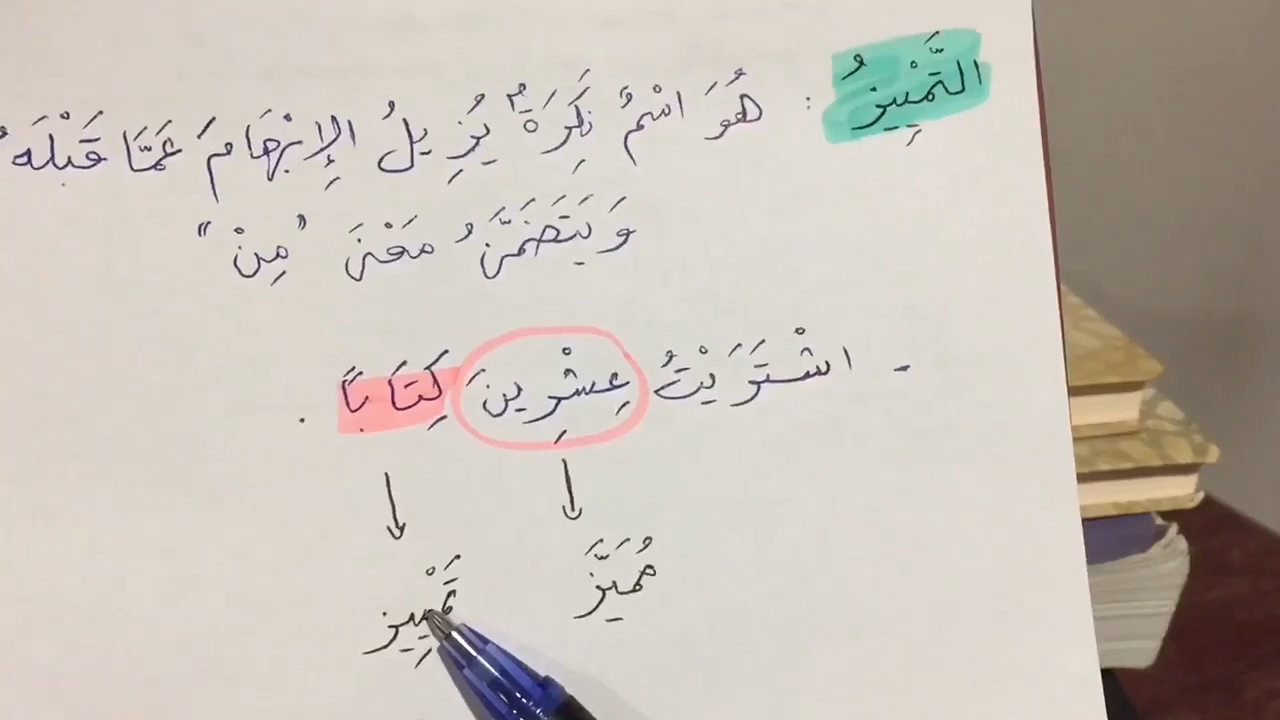 التَّمْيِيزُ : هُوَ اسْمٌ نَكِرَةٌ يُزِيلُ الإِبْهَامَ عَمَّا قَبْلَهُ
وَيَتَضَمَّنُ مَعْنَى "مِنْ"
- اشْتَرَيْتُ عِشْرِينَ كِتَابًا .
مُمَيَّز تَمْيِيز